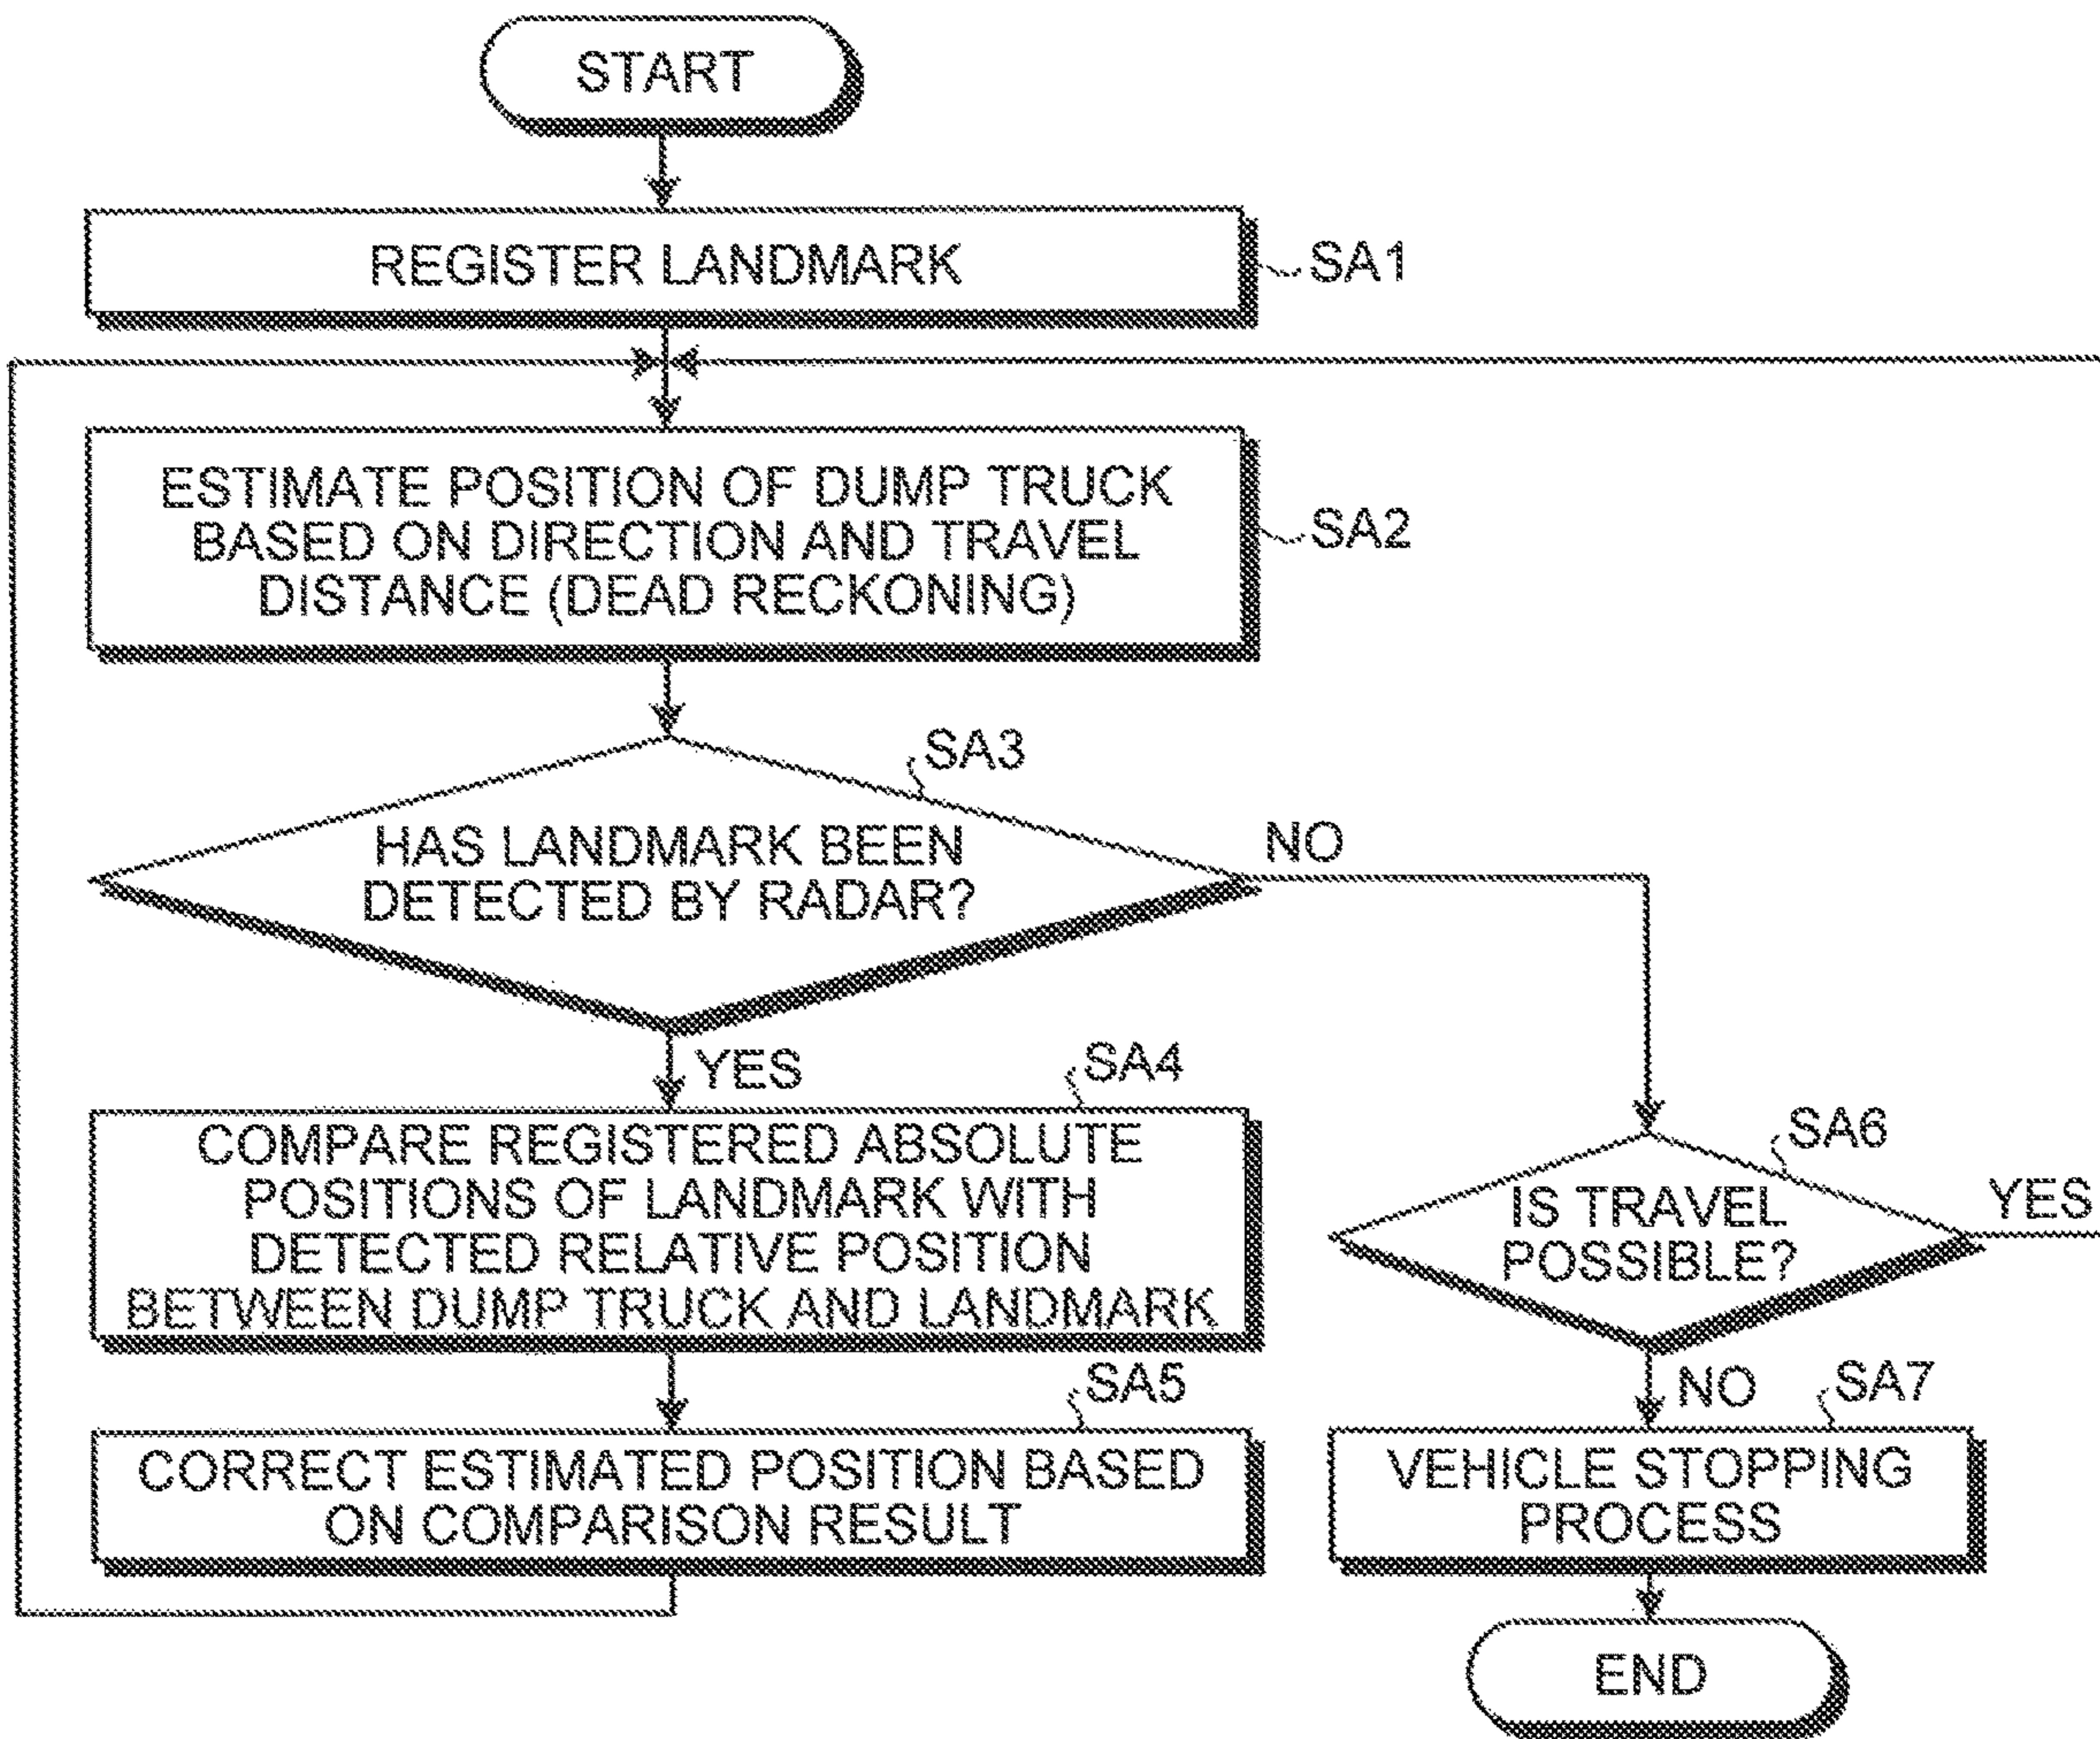 START
REGISTER LANDMARK
SA1
ESTIMATE POSITION OF DUMP TRUCK
BASED ON DIRECTION AND TRAVEL
DISTANCE (DEAD RECKONING)
SA2
SA3
HAS LANDMARK BEEN
DETECTED BY RADAR?
NO
YES
SA4
COMPARE REGISTERED ABSOLUTE
POSITIONS OF LANDMARK WITH
DETECTED RELATIVE POSITION
BETWEEN DUMP TRUCK AND LANDMARK
SA5
CORRECT ESTIMATED POSITION BASED
ON COMPARISON RESULT
SA6
IS TRAVEL
POSSIBLE?
YES
NO
SA7
VEHICLE STOPPING
PROCESS
END